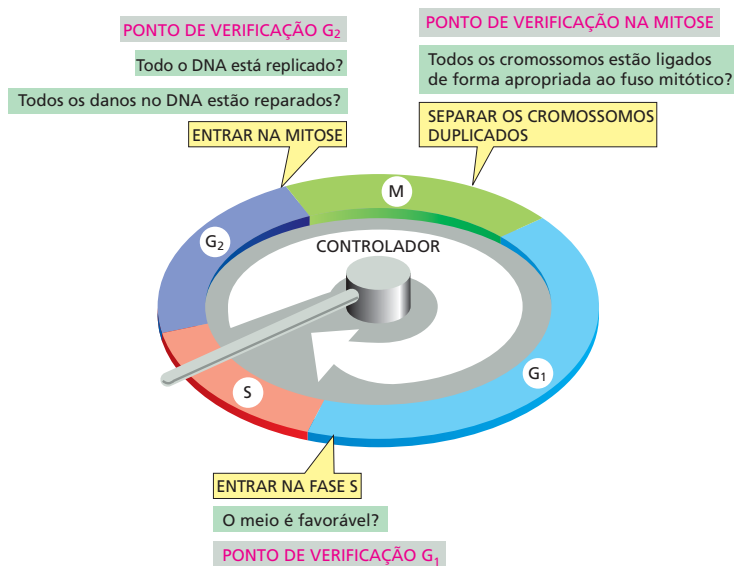 PONTO DE VERIFICAÇÃO G₂
Todo o DNA está replicado?
Todos os danos no DNA estão reparados?
ENTRAR NA MITOSE
PONTO DE VERIFICAÇÃO NA MITOSE
Todos os cromossomos estão ligados
de forma apropriada ao fuso mitótico?
SEPARAR OS CROMOSSOMOS
DUPLICADOS
M
G₂
CONTROLADOR
G₁
S
ENTRAR NA FASE S
O meio é favorável?
PONTO DE VERIFICAÇÃO G₁